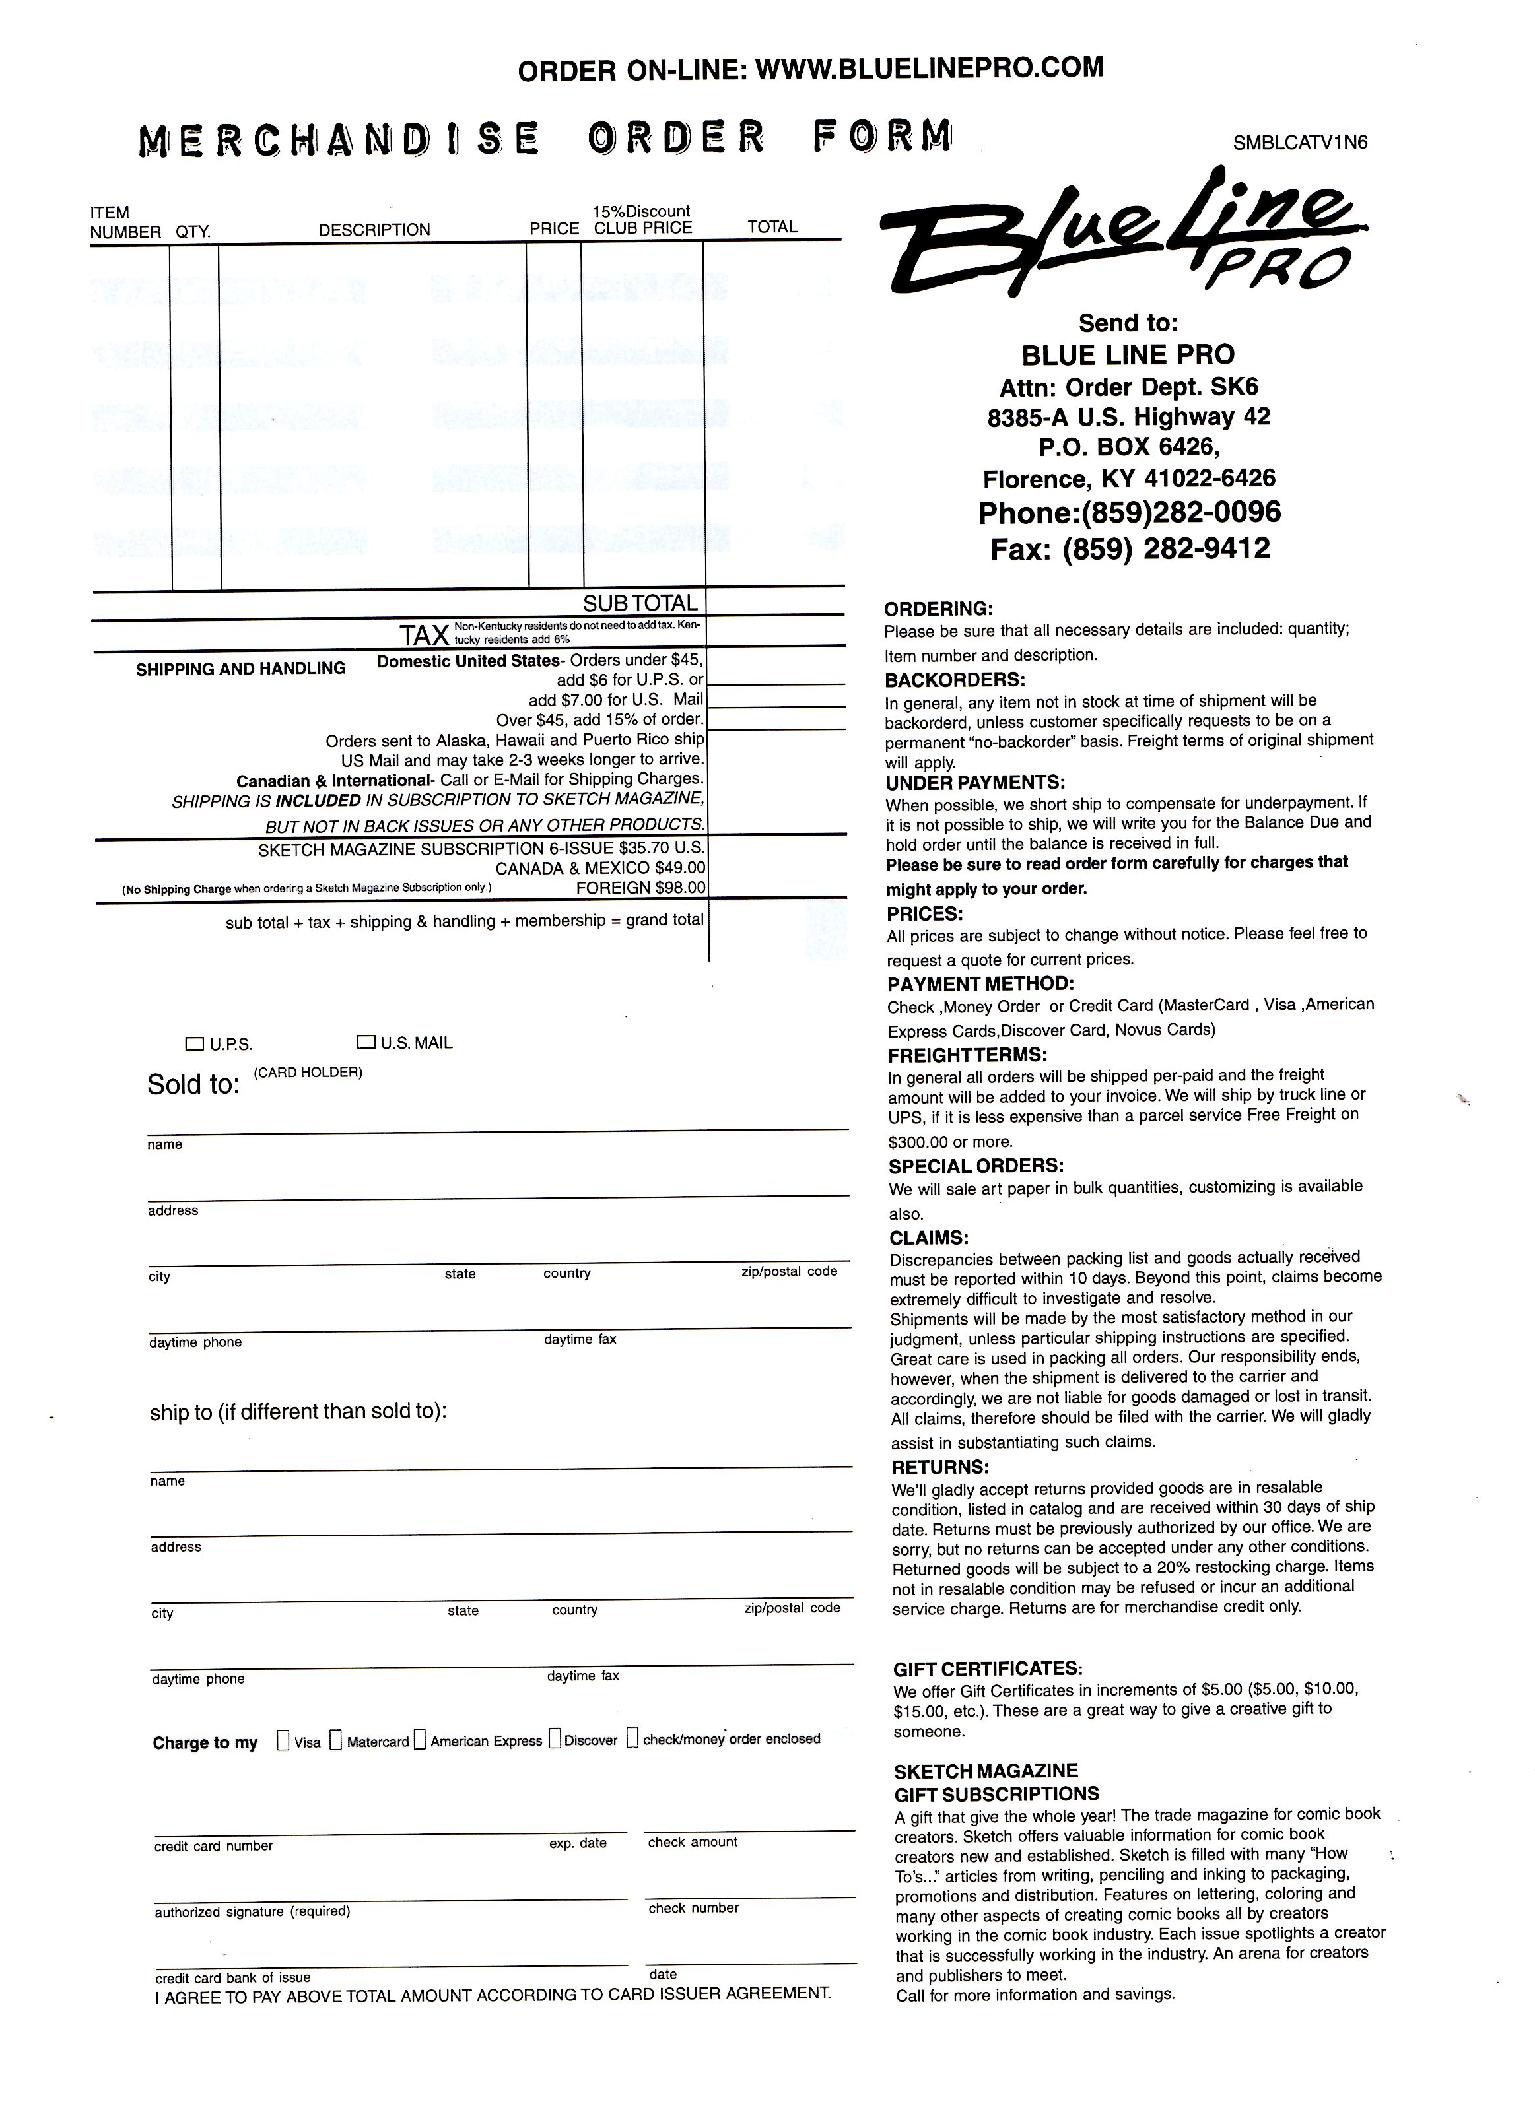 ORDER ON-LINE: WWW.BLUELINEPRO.COM
MERCHANDISE ORDER FORM
SMBLCATV1N6
ITEM NUMBER QTY. DESCRIPTION PRICE 15%Discount CLUB PRICE TOTAL
SUB TOTAL
TAX Non-Kentucky residents do not need to add tax. Ken-
tucky residents add 6%
SHIPPING AND HANDLING Domestic United States- Orders under $45,
add $6 for U.P.S. or
add $7.00 for U.S. Mail
Over $45, add 15% of order.
Orders sent to Alaska, Hawaii and Puerto Rico ship
US Mail and may take 2-3 weeks longer to arrive.
Canadian & International- Call or E-Mail for Shipping Charges.
SHIPPING IS INCLUDED IN SUBSCRIPTION TO SKETCH MAGAZINE,
BUT NOT IN BACK ISSUES OR ANY OTHER PRODUCTS.
SKETCH MAGAZINE SUBSCRIPTION 6-ISSUE $35.70 U.S.
CANADA & MEXICO $49.00
(No Shipping Charge when ordering a Sketch Magazine Subscription only.) FOREIGN $98.00
sub total + tax + shipping & handling + membership = grand total
U.P.S. U.S. MAIL
Sold to: (CARD HOLDER)
name
address
city state country zip/postal code
daytime phone daytime fax
ship to (if different than sold to):
name
address
city state country zip/postal code
daytime phone daytime fax
Charge to my Visa Matercard American Express Discover check/money order enclosed
credit card number exp. date check amount
authorized signature (required) check number
credit card bank of issue date
I AGREE TO PAY ABOVE TOTAL AMOUNT ACCORDING TO CARD ISSUER AGREEMENT.
Blue Line
PRO
Send to:
BLUE LINE PRO
Attn: Order Dept. SK6
8385-A U.S. Highway 42
P.O. BOX 6426,
Florence, KY 41022-6426
Phone:(859)282-0096
Fax: (859) 282-9412
ORDERING:
Please be sure that all necessary details are included: quantity;
Item number and description.
BACKORDERS:
In general, any item not in stock at time of shipment will be
backorderd, unless customer specifically requests to be on a
permanent "no-backorder" basis. Freight terms of original shipment
will apply.
UNDER PAYMENTS:
When possible, we short ship to compensate for underpayment. If
it is not possible to ship, we will write you for the Balance Due and
hold order until the balance is received in full.
Please be sure to read order form carefully for charges that
might apply to your order.
PRICES:
All prices are subject to change without notice. Please feel free to
request a quote for current prices.
PAYMENT METHOD:
Check ,Money Order or Credit Card (MasterCard , Visa ,American
Express Cards,Discover Card, Novus Cards)
FREIGHT TERMS:
In general all orders will be shipped per-paid and the freight
amount will be added to your invoice. We will ship by truck line or
UPS, if it is less expensive than a parcel service Free Freight on
$300.00 or more.
SPECIAL ORDERS:
We will sale art paper in bulk quantities, customizing is available
also.
CLAIMS:
Discrepancies between packing list and goods actually received
must be reported within 10 days. Beyond this point, claims become
extremely difficult to investigate and resolve.
Shipments will be made by the most satisfactory method in our
judgment, unless particular shipping instructions are specified.
Great care is used in packing all orders. Our responsibility ends,
however, when the shipment is delivered to the carrier and
accordingly, we are not liable for goods damaged or lost in transit.
All claims, therefore should be filed with the carrier. We will gladly
assist in substantiating such claims.
RETURNS:
We'll gladly accept returns provided goods are in resalable
condition, listed in catalog and are received within 30 days of ship
date. Returns must be previously authorized by our office. We are
sorry, but no returns can be accepted under any other conditions.
Returned goods will be subject to a 20% restocking charge. Items
not in resalable condition may be refused or incur an additional
service charge. Returns are for merchandise credit only.
GIFT CERTIFICATES:
We offer Gift Certificates in increments of $5.00 ($5.00, $10.00,
$15.00, etc.). These are a great way to give a creative gift to
someone.
SKETCH MAGAZINE
GIFT SUBSCRIPTIONS
A gift that give the whole year! The trade magazine for comic book
creators. Sketch offers valuable information for comic book
creators new and established. Sketch is filled with many "How
To's..." articles from writing, penciling and inking to packaging,
promotions and distribution. Features on lettering, coloring and
many other aspects of creating comic books all by creators
working in the comic book industry. Each issue spotlights a creator
that is successfully working in the industry. An arena for creators
and publishers to meet.
Call for more information and savings.